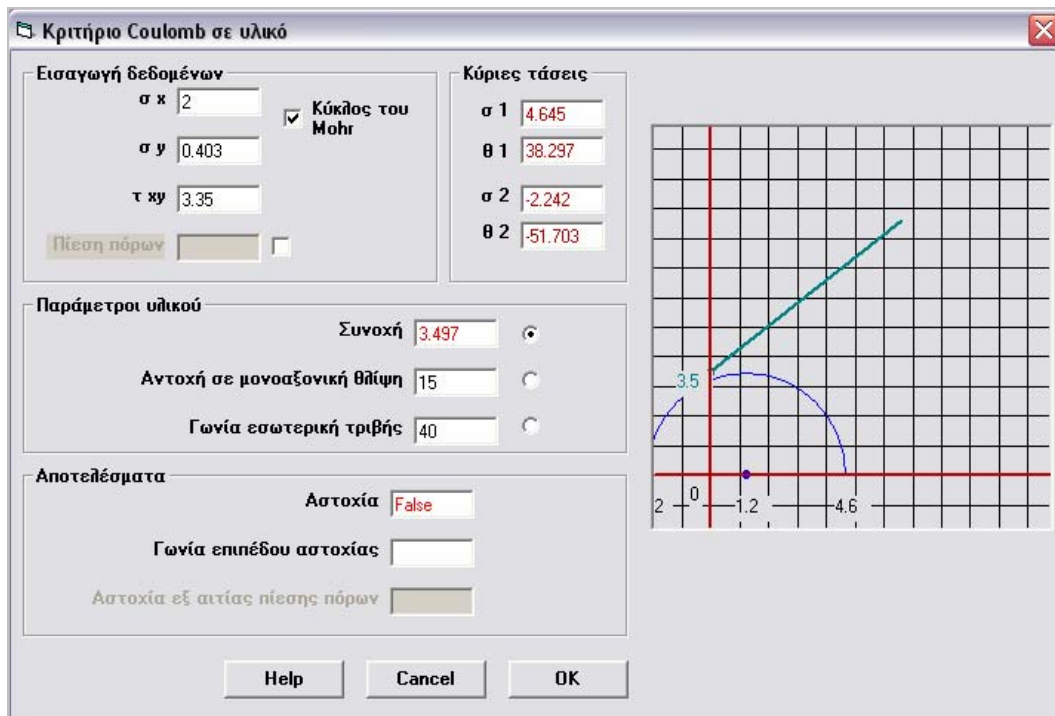 Κριτήριο Coulomb σε υλικό
Εισαγωγή δεδομένων
σ x 2
Κύκλος του
Mohr
σ y 0.403
τ xy 3.35
Πίεση πόρων
Κύριες τάσεις
σ 1 4.645
θ 1 38.297
σ 2 -2.242
θ 2 -51.703
Παράμετροι υλικού
Συνοχή 3.497
Αντοχή σε μονοαξονική θλίψη 15
Γωνία εσωτερική τριβής 40
Αποτελέσματα
Αστοχία False
Γωνία επιπέδου αστοχίας
Αστοχία εξ αιτίας πίεσης πόρων
3.5
2 0 1.2 4.6
Help Cancel OK